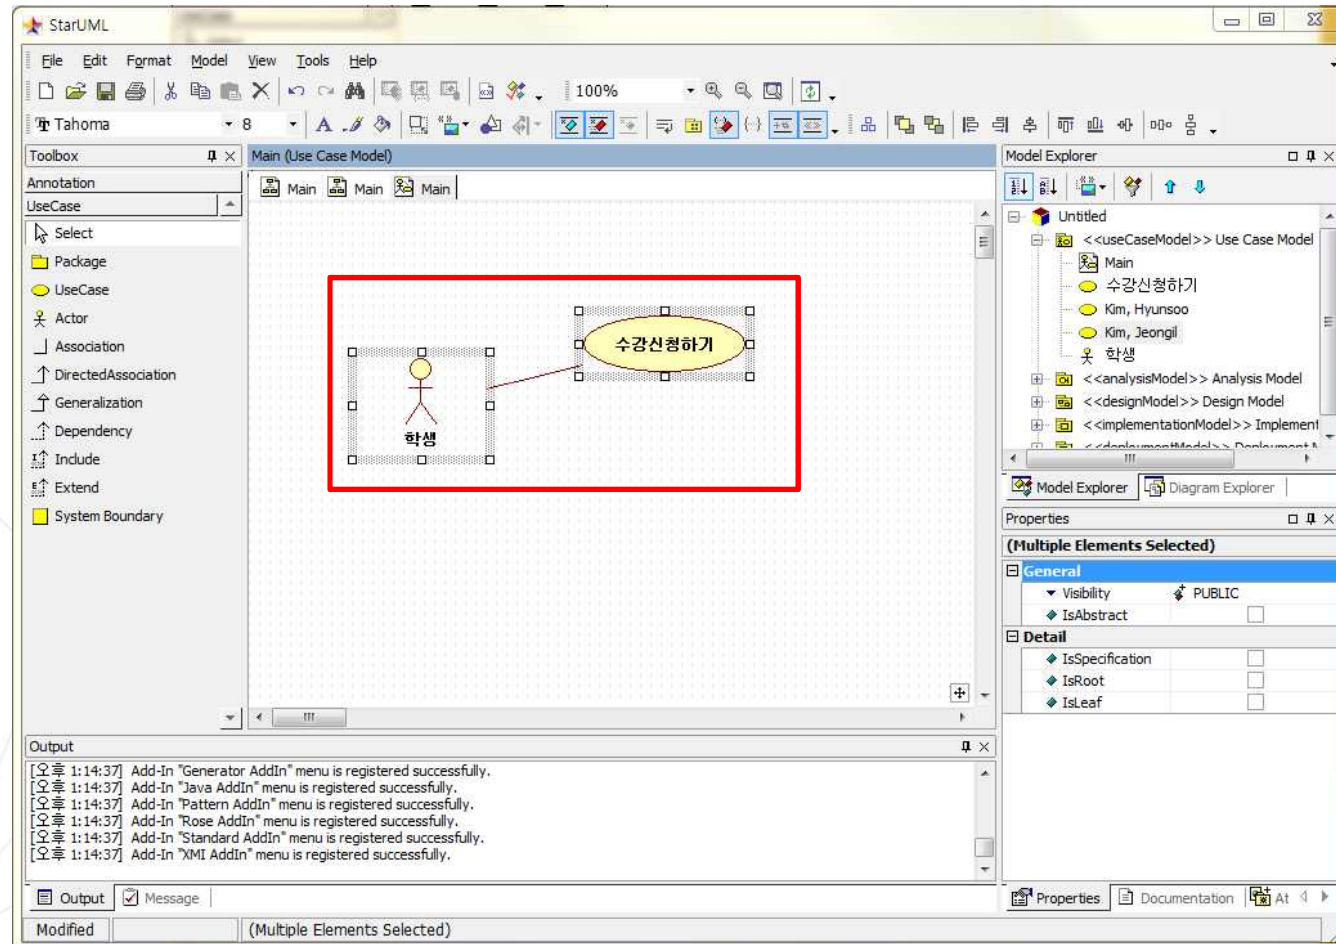 StarUML
File Edit Format Model View Tools Help
100%
Tahoma 8
Toolbox
Annotation
UseCase
Select
Package
UseCase
Actor
Association
DirectedAssociation
Generalization
Dependency
Include
Extend
System Boundary
Main (Use Case Model)
Main Main Main
수강신청하기
학생
Model Explorer
Untitled
<<useCaseModel>> Use Case Model
Main
수강신청하기
Kim, Hyunsoo
Kim, Jeongil
학생
<<analysisModel>> Analysis Model
<<designModel>> Design Model
<<implementationModel>> Implement
Model Explorer Diagram Explorer
Properties
(Multiple Elements Selected)
General
Visibility PUBLIC
IsAbstract
Detail
IsSpecification
IsRoot
IsLeaf
Properties Documentation At
Output
[오후 1:14:37] Add-In "Generator AddIn" menu is registered successfully.
[오후 1:14:37] Add-In "Java AddIn" menu is registered successfully.
[오후 1:14:37] Add-In "Pattern AddIn" menu is registered successfully.
[오후 1:14:37] Add-In "Rose AddIn" menu is registered successfully.
[오후 1:14:37] Add-In "Standard AddIn" menu is registered successfully.
[오후 1:14:37] Add-In "XMI AddIn" menu is registered successfully.
Output Message
Modified (Multiple Elements Selected)